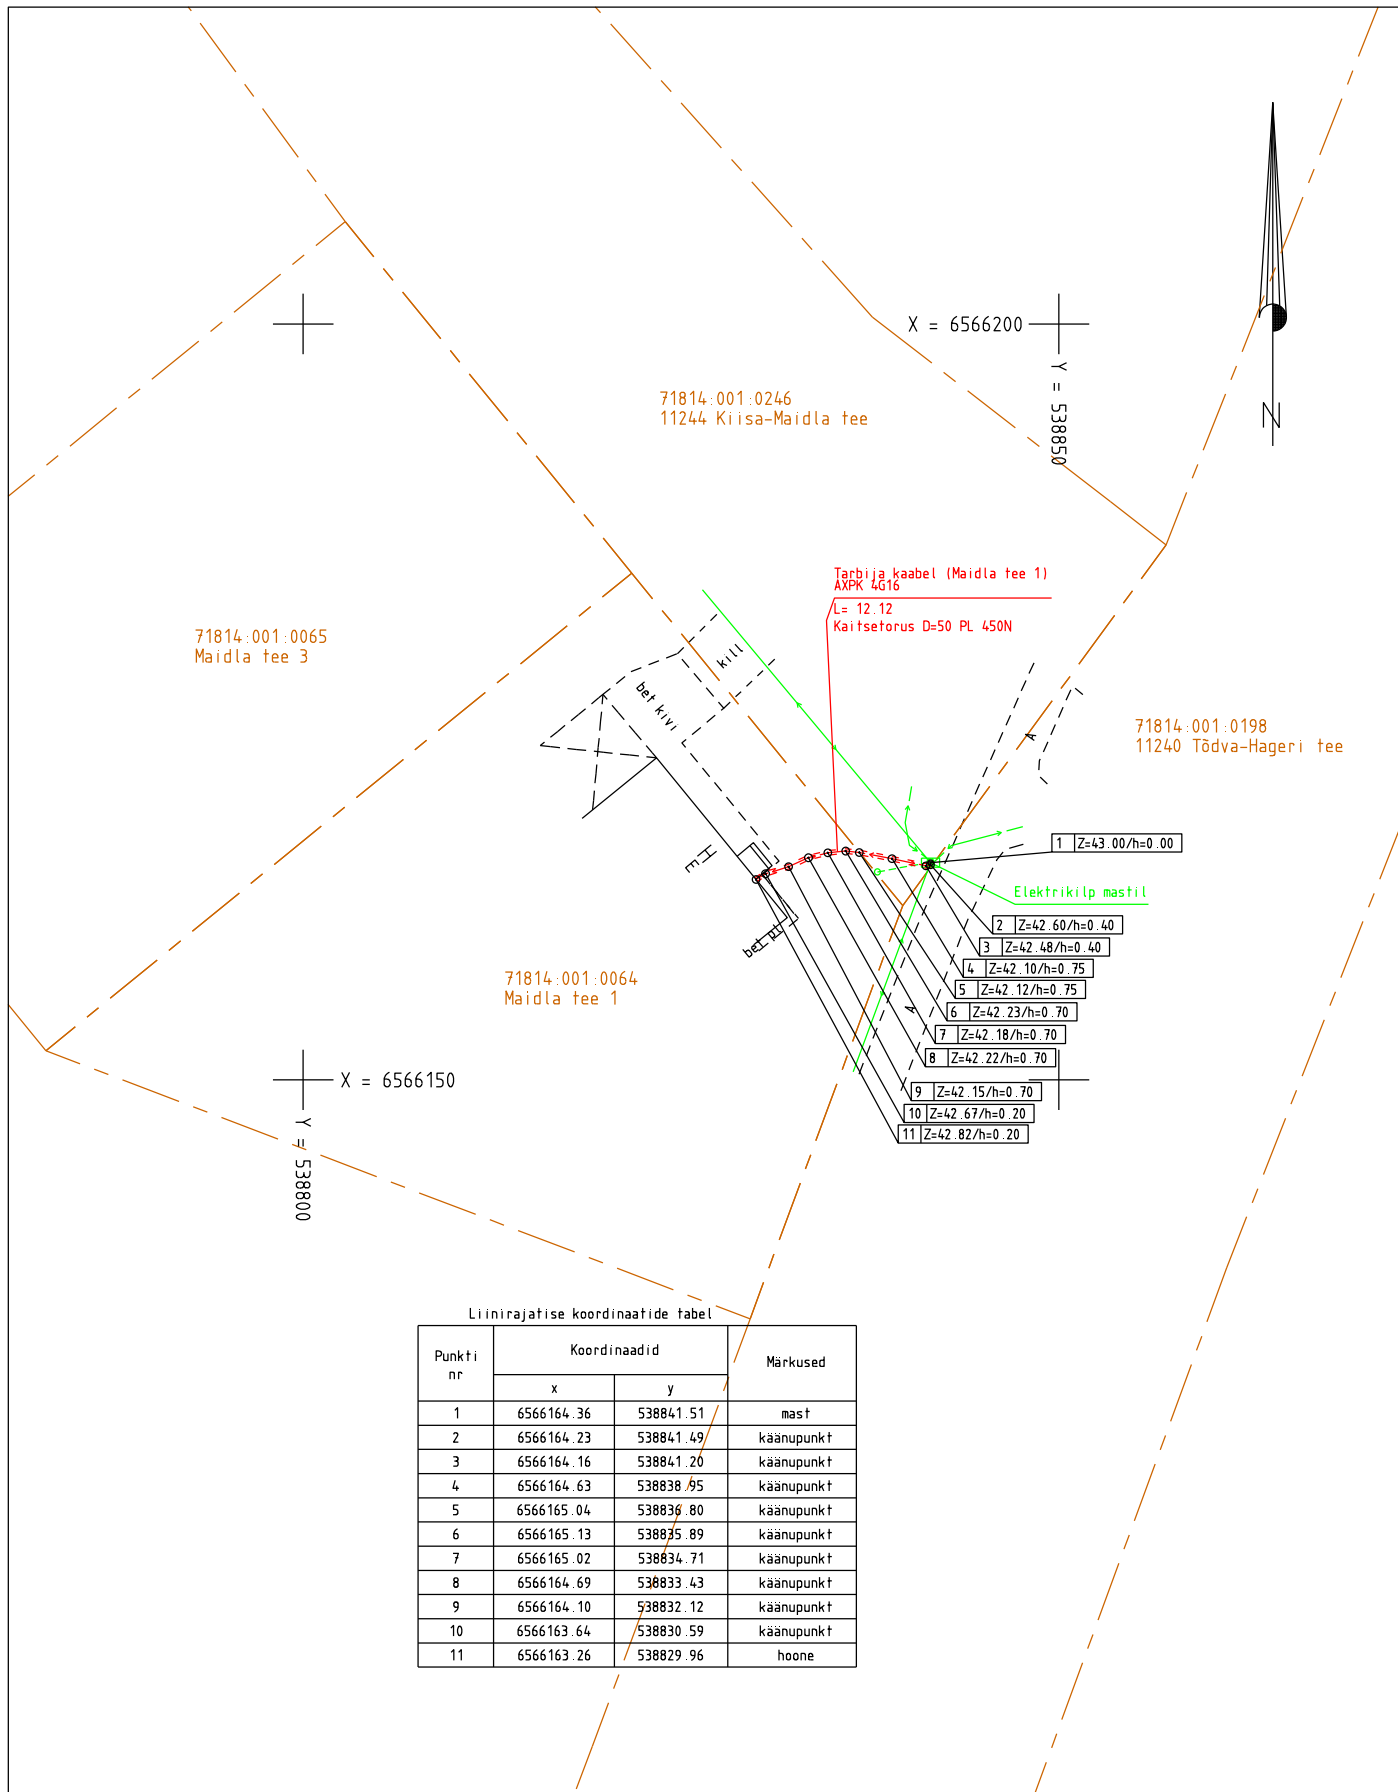 X = 6566200
Y = 538850
N
71814:001:0246
11244 Kiisa-Maidla tee
Tarbija kaabel (Maidla tee 1)
AXPK 4G16
L= 12.12
Kaitsetorus D=50 PL 450N
71814:001:0065
Maidla tee 3
kill
bet kivi
71814:001:0198
11240 Tõdva-Hageri tee
A
1 Z=43.00/h=0.00
HE
Elektrikilp mastil
bet pl
2 Z=42.60/h=0.40
3 Z=42.48/h=0.40
4 Z=42.10/h=0.75
5 Z=42.12/h=0.75
6 Z=42.23/h=0.70
7 Z=42.18/h=0.70
8 Z=42.22/h=0.70
9 Z=42.15/h=0.70
10 Z=42.67/h=0.20
11 Z=42.82/h=0.20
A
71814:001:0064
Maidla tee 1
X = 6566150
Y = 538800
Liinirajatise koordinaatide tabel
Punkti nr Koordinaadid Märkused
x y
1 6566164.36 538841.51 mast
2 6566164.23 538841.49 käänupunkt
3 6566164.16 538841.20 käänupunkt
4 6566164.63 538838.95 käänupunkt
5 6566165.04 538836.80 käänupunkt
6 6566165.13 538835.89 käänupunkt
7 6566165.02 538834.71 käänupunkt
8 6566164.69 538833.43 käänupunkt
9 6566164.10 538832.12 käänupunkt
10 6566163.64 538830.59 käänupunkt
11 6566163.26 538829.96 hoone